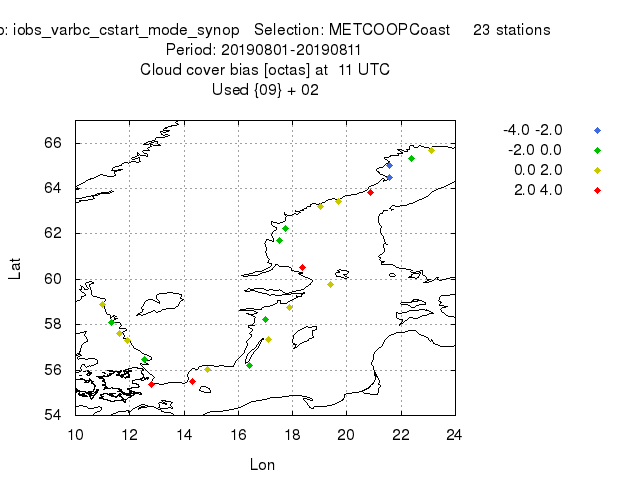 : iobs_varbc_cstart_mode_synop Selection: METCOOPCoast 23 stations
Period: 20190801-20190811
Cloud cover bias [octas] at 11 UTC
Used {09} + 02
-4.0 -2.0
-2.0 0.0
0.0 2.0
2.0 4.0
66
64
62
60
58
56
54
Lat
10 12 14 16 18 20 22 24
Lon